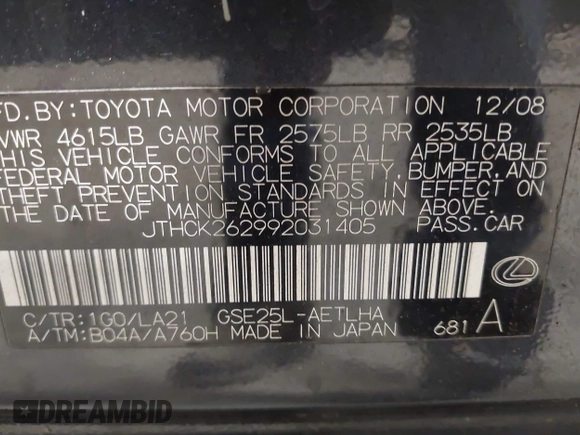 FD.BY:TOYOTA MOTOR CORPORATION 12/08
VWR 4615LB GAWR FR 2575LB RR 2535LB
THIS VEHICLE CONFORMS TO ALL APPLICABLE
FEDERAL MOTOR VEHICLE SAFETY,BUMPER,AND
THEFT PREVENTION STANDARDS IN EFFECT ON
THE DATE OF MANUFACTURE SHOWN ABOVE.
JTHCK262992031405 PASS.CAR
C/TR:1G0/LA21 GSE25L-AETLHA
A/TM:B04A/A760H MADE IN JAPAN 681 A
DREAMBID